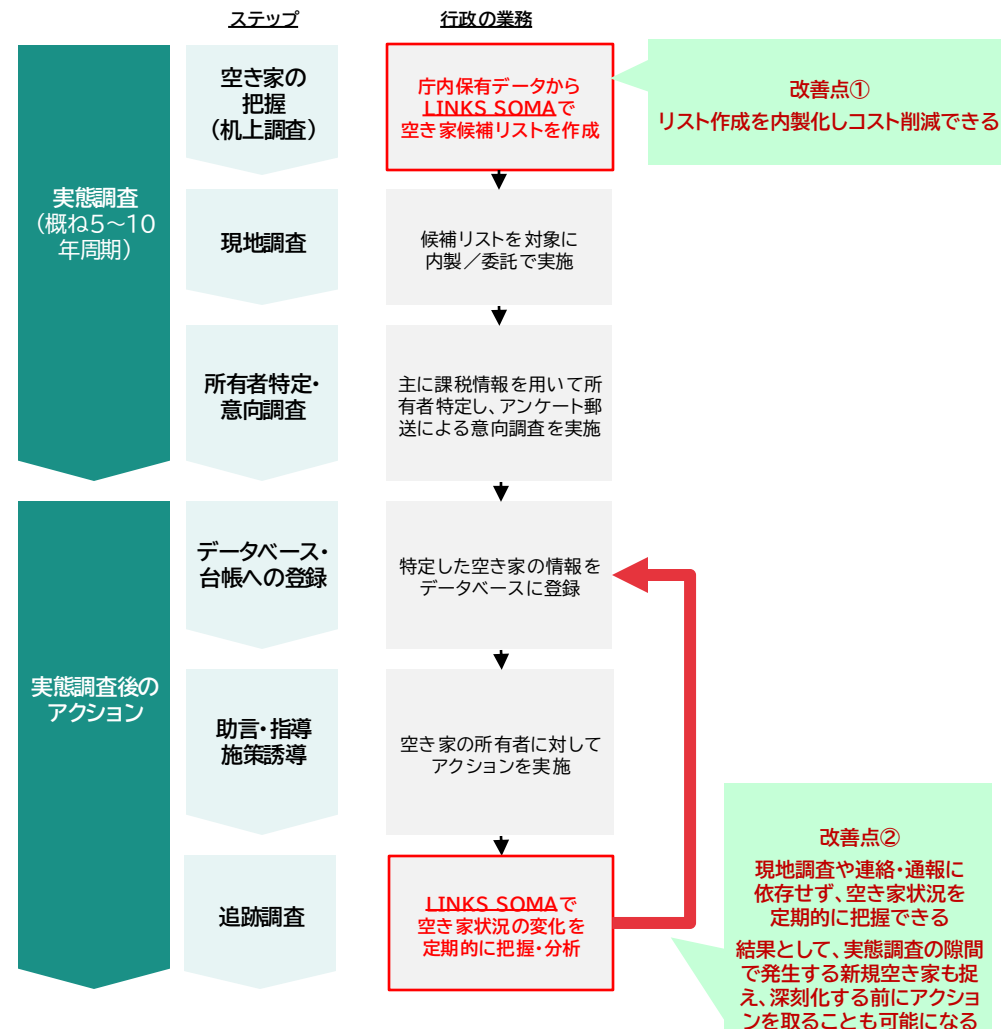 ステップ
行政の業務
実態調査
（概ね5～10
年周期）
空き家の
把握
（机上調査）
庁内保有データから
LINKS SOMAで
空き家候補リストを作成
改善点①
リスト作成を内製化しコスト削減できる
現地調査
候補リストを対象に
内製／委託で実施
所有者特定・
意向調査
主に課税情報を用いて所
有者特定し、アンケート郵
送による意向調査を実施
実態調査後の
アクション
データベース・
台帳への登録
特定した空き家の情報を
データベースに登録
助言・指導
施策誘導
空き家の所有者に対して
アクションを実施
追跡調査
LINKS SOMAで
空き家状況の変化を
定期的に把握・分析
改善点②
現地調査や連絡・通報に
依存せず、空き家状況を
定期的に把握できる
結果として、実態調査の隙間
で発生する新規空き家も捉
え、深刻化する前にアクショ
ンを取ることも可能になる